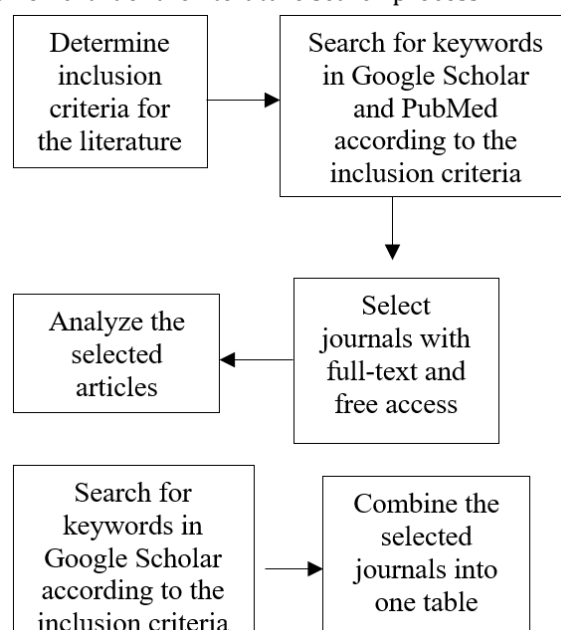 Determine
inclusion
criteria for
the literature
Search for keywords
in Google Scholar
and PubMed
according to the
inclusion criteria
Select
journals with
full-text and
free access
Analyze the
selected
articles
Search for
keywords in
Google Scholar
according to the
inclusion criteria
Combine the
selected
journals into
one table